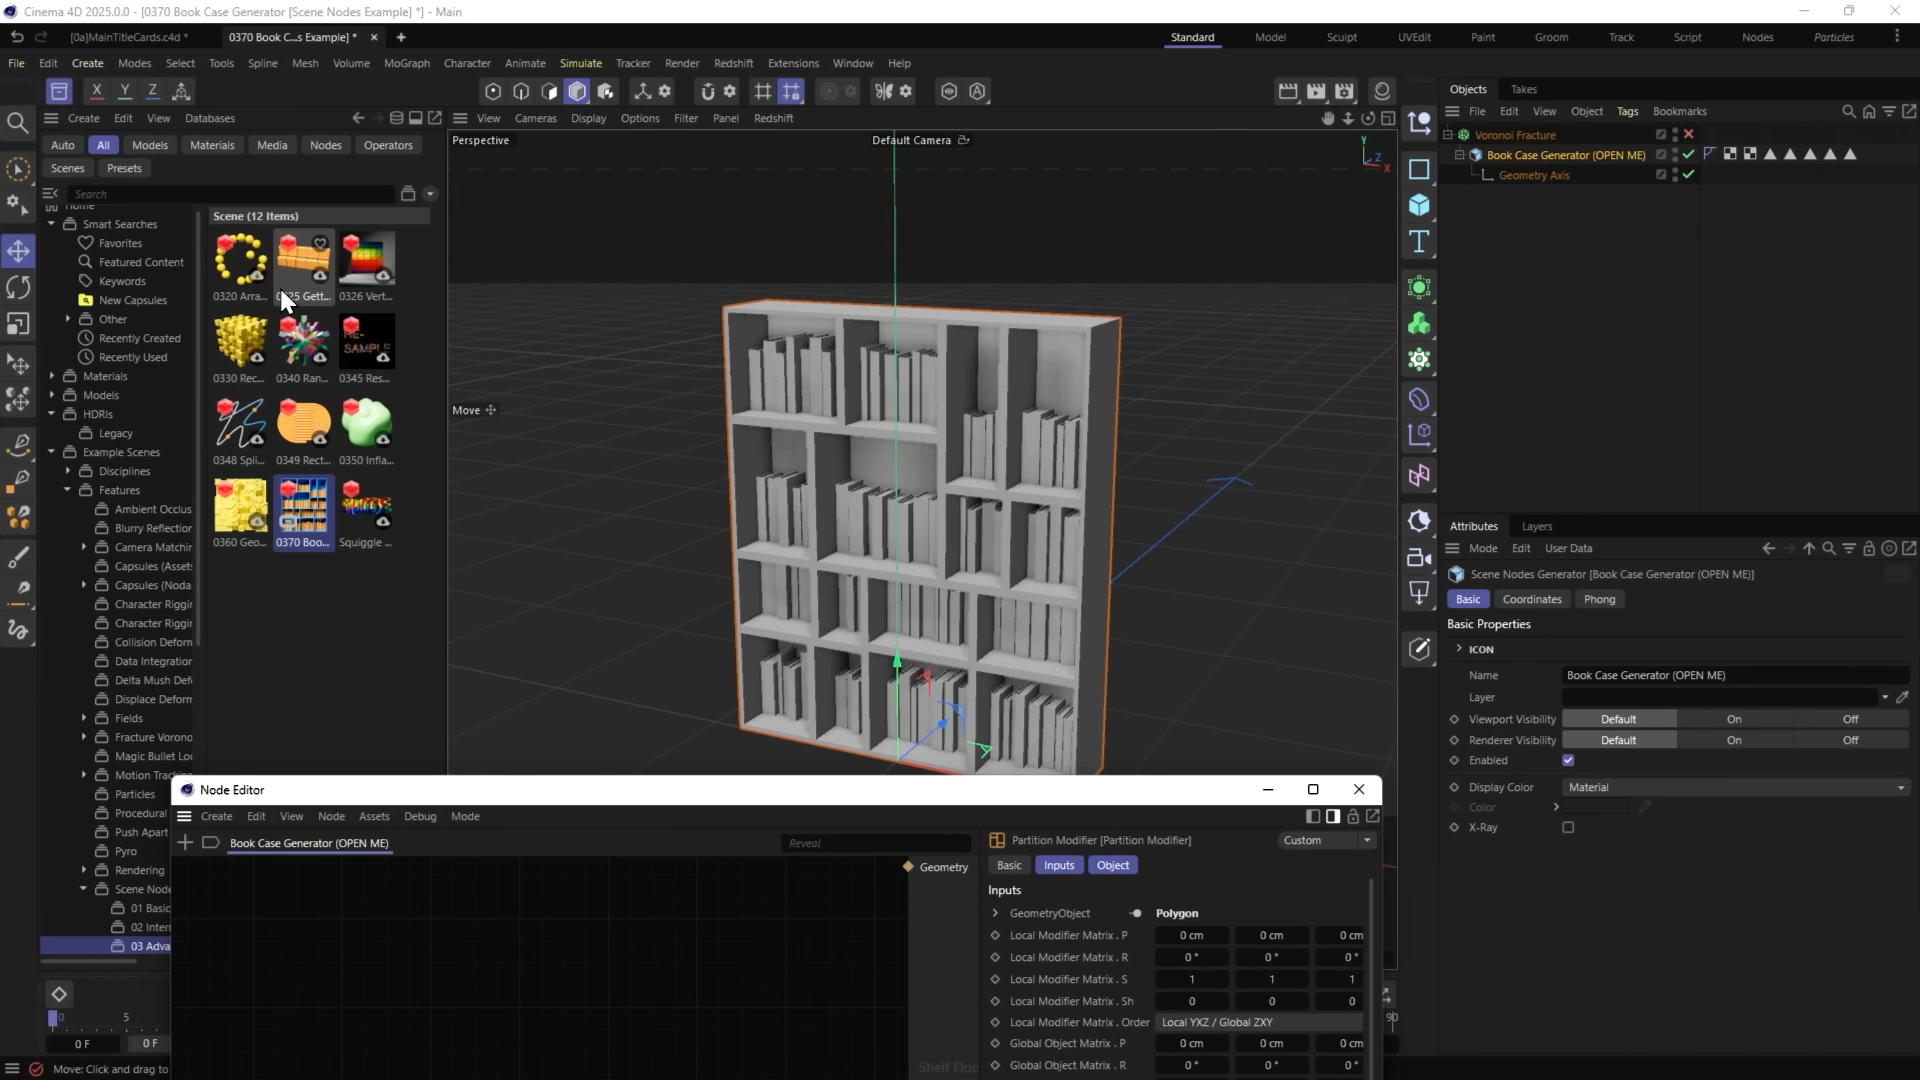 Cinema 4D 2025.0.0 - [0370 Book Case Generator [Scene Nodes Example] *] - Main
[0a]MainTitleCards.c4d *
0370 Book C...s Example] *
Standard
Model
Sculpt
UVEdit
Paint
Groom
Track
Script
Nodes
Particles
File Edit Create Modes Select Tools Spline Mesh Volume MoGraph Character Animate Simulate Tracker Render Redshift Extensions Window Help
X Y Z
Create Edit View Databases
View Cameras Display Options Filter Panel Redshift
Auto All Models Materials Media Nodes Operators
Scenes Presets
Search
Smart Searches
Favorites
Featured Content
Keywords
New Capsules
Other
Recently Created
Recently Used
Materials
Models
HDRIs
Legacy
Example Scenes
Disciplines
Features
Ambient Occlus
Blurry Reflection
Camera Matchin
Capsules (Asset
Capsules (Noda
Character Riggi
Character Riggi
Collision Deform
Data Integration
Delta Mush Def
Displace Deform
Fields
Fracture Vorono
Magic Bullet Lo
Motion Tracki
Particles
Procedural
Push Apart
Pyro
Rendering
Scene Node
01 Basic
02 Inter
03 Adva
Scene (12 Items)
0320 Arra...
0325 Gett...
0326 Vert...
0330 Rec...
0340 Ran...
0345 Res...
RE-
SAMPLE
0348 Spli...
0349 Rect...
0350 Infla...
0360 Geo...
0370 Boo...
Squiggle ...
Perspective
Default Camera
Y
Z
X
Move
Objects Takes
File Edit View Object Tags Bookmarks
Voronoi Fracture
Book Case Generator (OPEN ME)
Geometry Axis
Attributes Layers
Mode Edit User Data
Scene Nodes Generator [Book Case Generator (OPEN ME)]
Basic Coordinates Phong
Basic Properties
ICON
Name Book Case Generator (OPEN ME)
Layer
Viewport Visibility Default On Off
Renderer Visibility Default On Off
Enabled
Display Color Material
Color
X-Ray
Node Editor
Create Edit View Node Assets Debug Mode
Book Case Generator (OPEN ME)
Reveal
Geometry
Partition Modifier [Partition Modifier]
Custom
Basic Inputs Object
Inputs
GeometryObject Polygon
Local Modifier Matrix . P 0 cm 0 cm 0 cm
Local Modifier Matrix . R 0 ° 0 ° 0 °
Local Modifier Matrix . S 1 1 1
Local Modifier Matrix . Sh 0 0 0
Local Modifier Matrix . Order Local YXZ / Global ZXY
Global Object Matrix . P 0 cm 0 cm 0 cm
Global Object Matrix . R 0 ° 0 ° 0 °
0 5
90
0 F 0 F
Move: Click and drag to